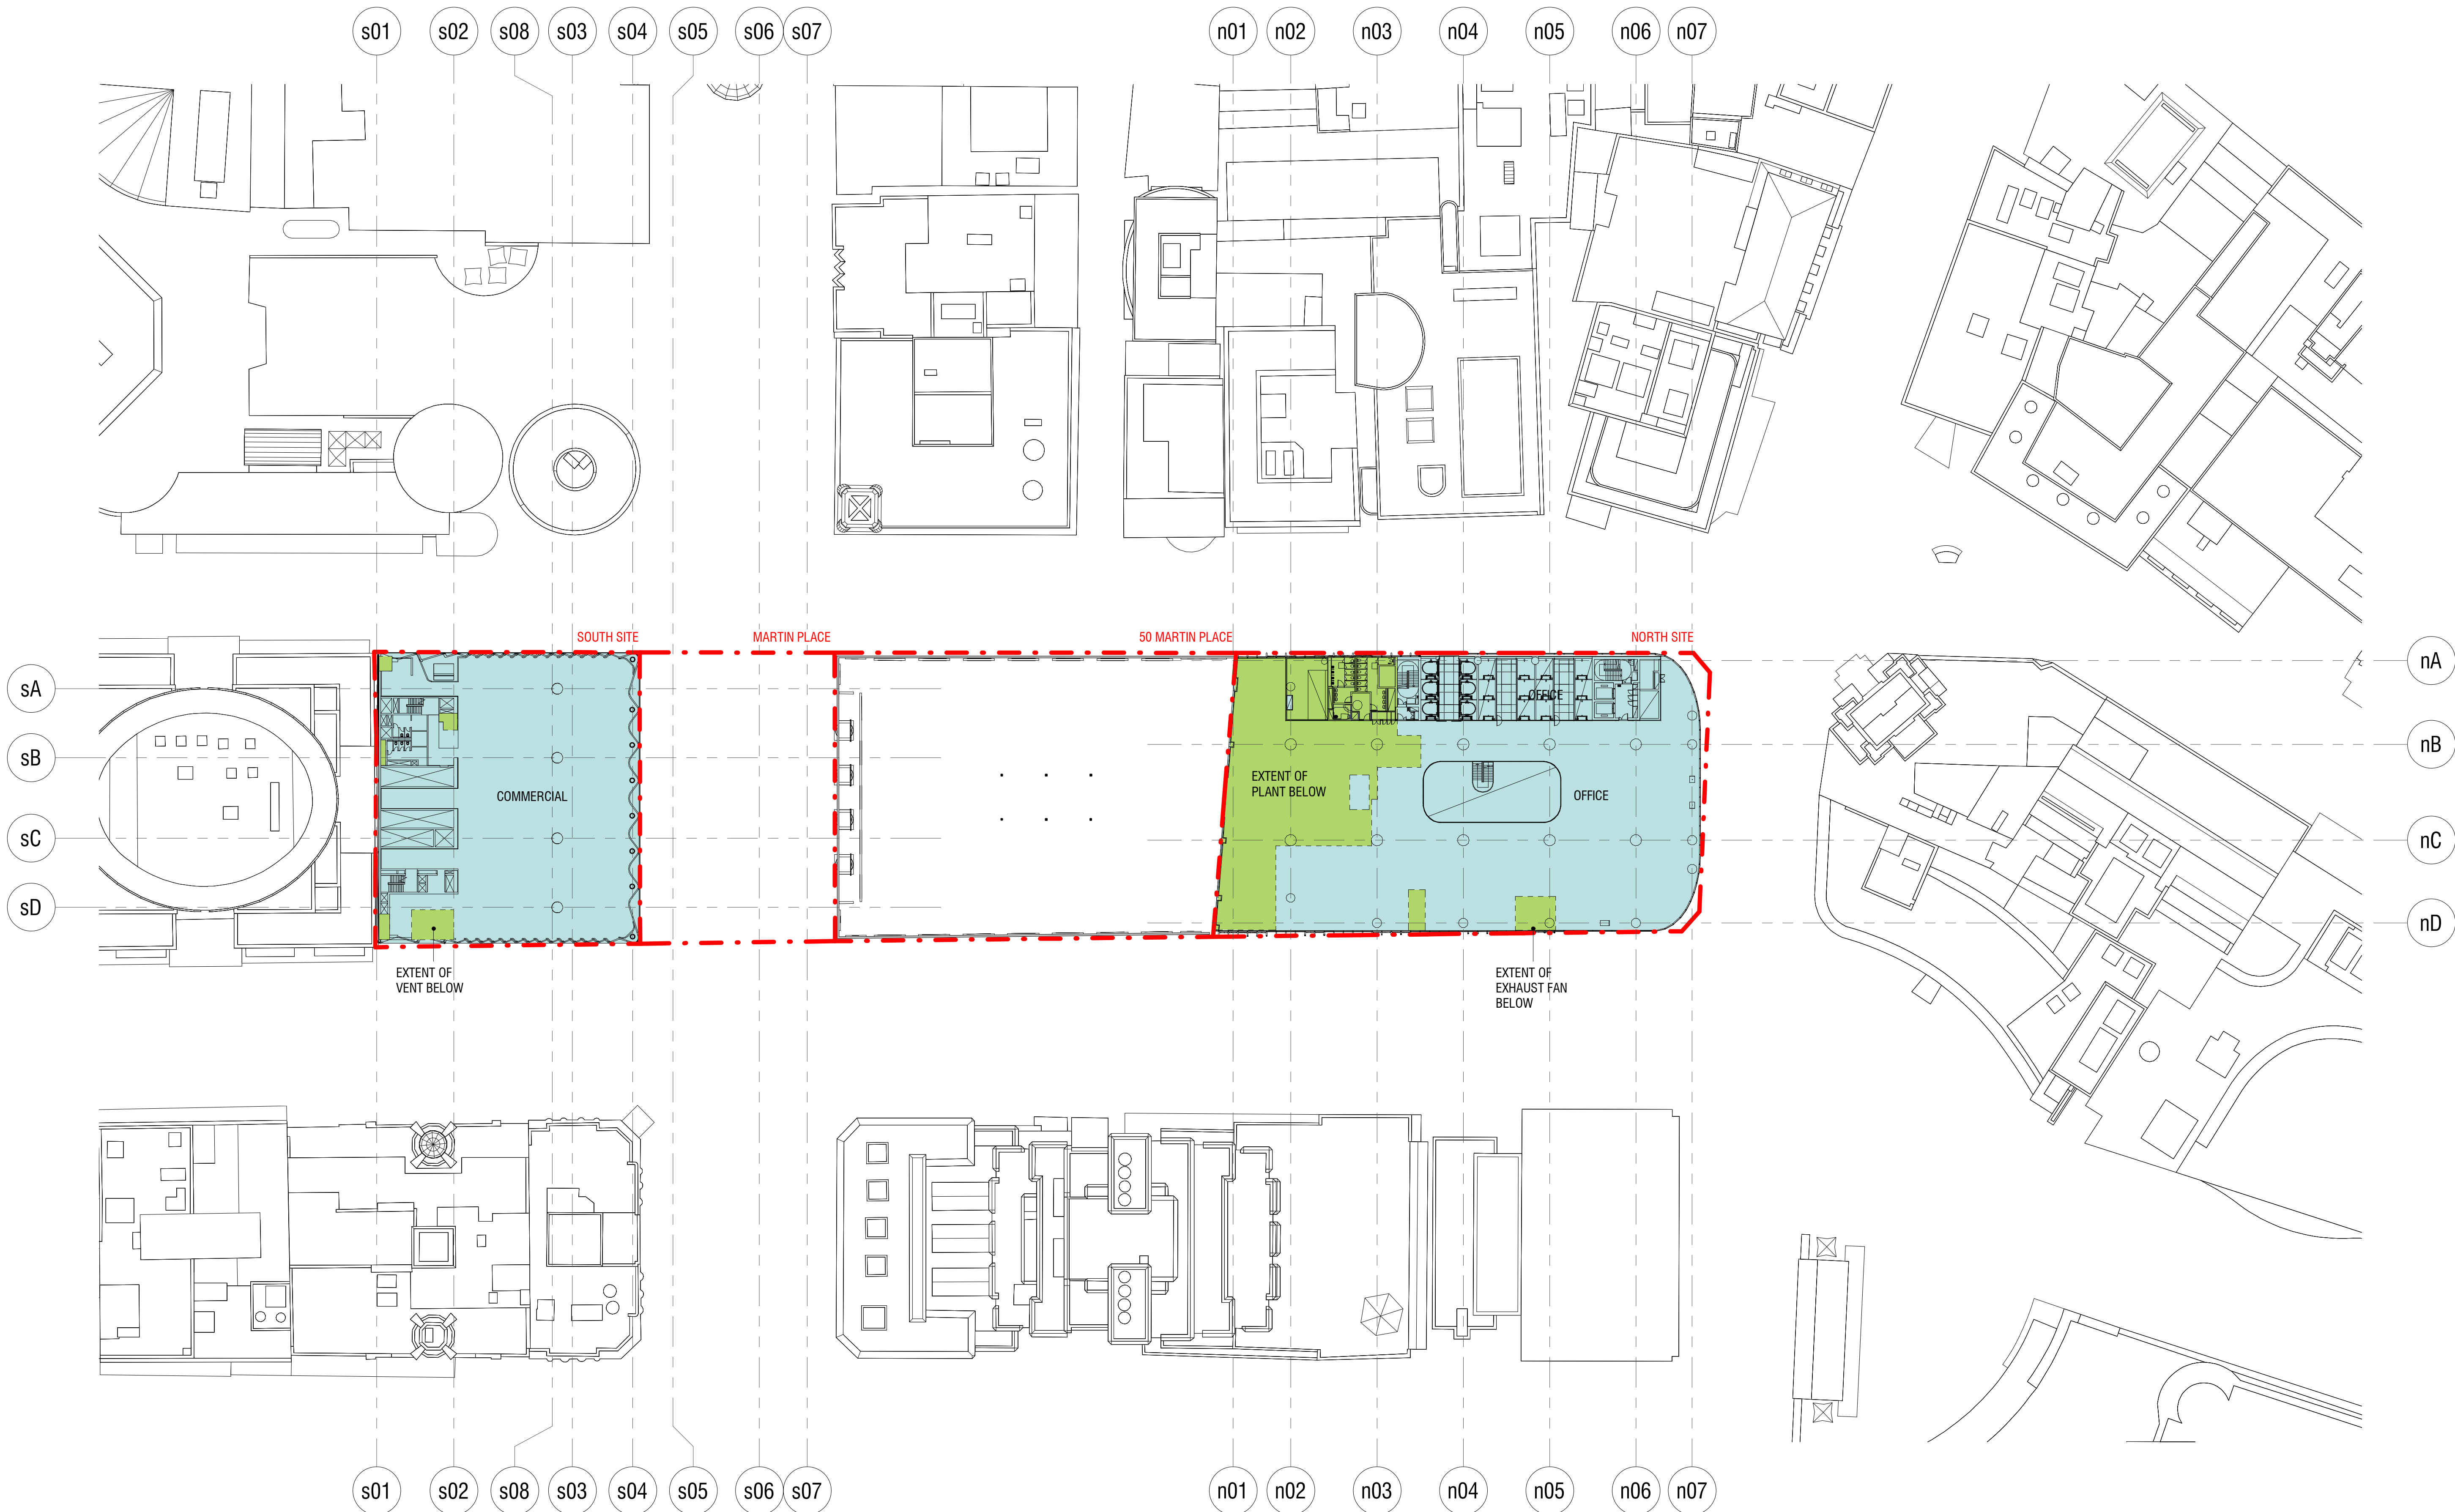 s01 s02 s08 s03 s04 s05 s06 s07 n01 n02 n03 n04 n05 n06 n07
SOUTH SITE MARTIN PLACE 50 MARTIN PLACE NORTH SITE
sA nA
OFFICE
sB nB
EXTENT OF
PLANT BELOW
COMMERCIAL OFFICE
sC nC
sD nD
EXTENT OF
VENT BELOW
EXTENT OF
EXHAUST FAN
BELOW
s01 s02 s08 s03 s04 s05 s06 s07 n01 n02 n03 n04 n05 n06 n07